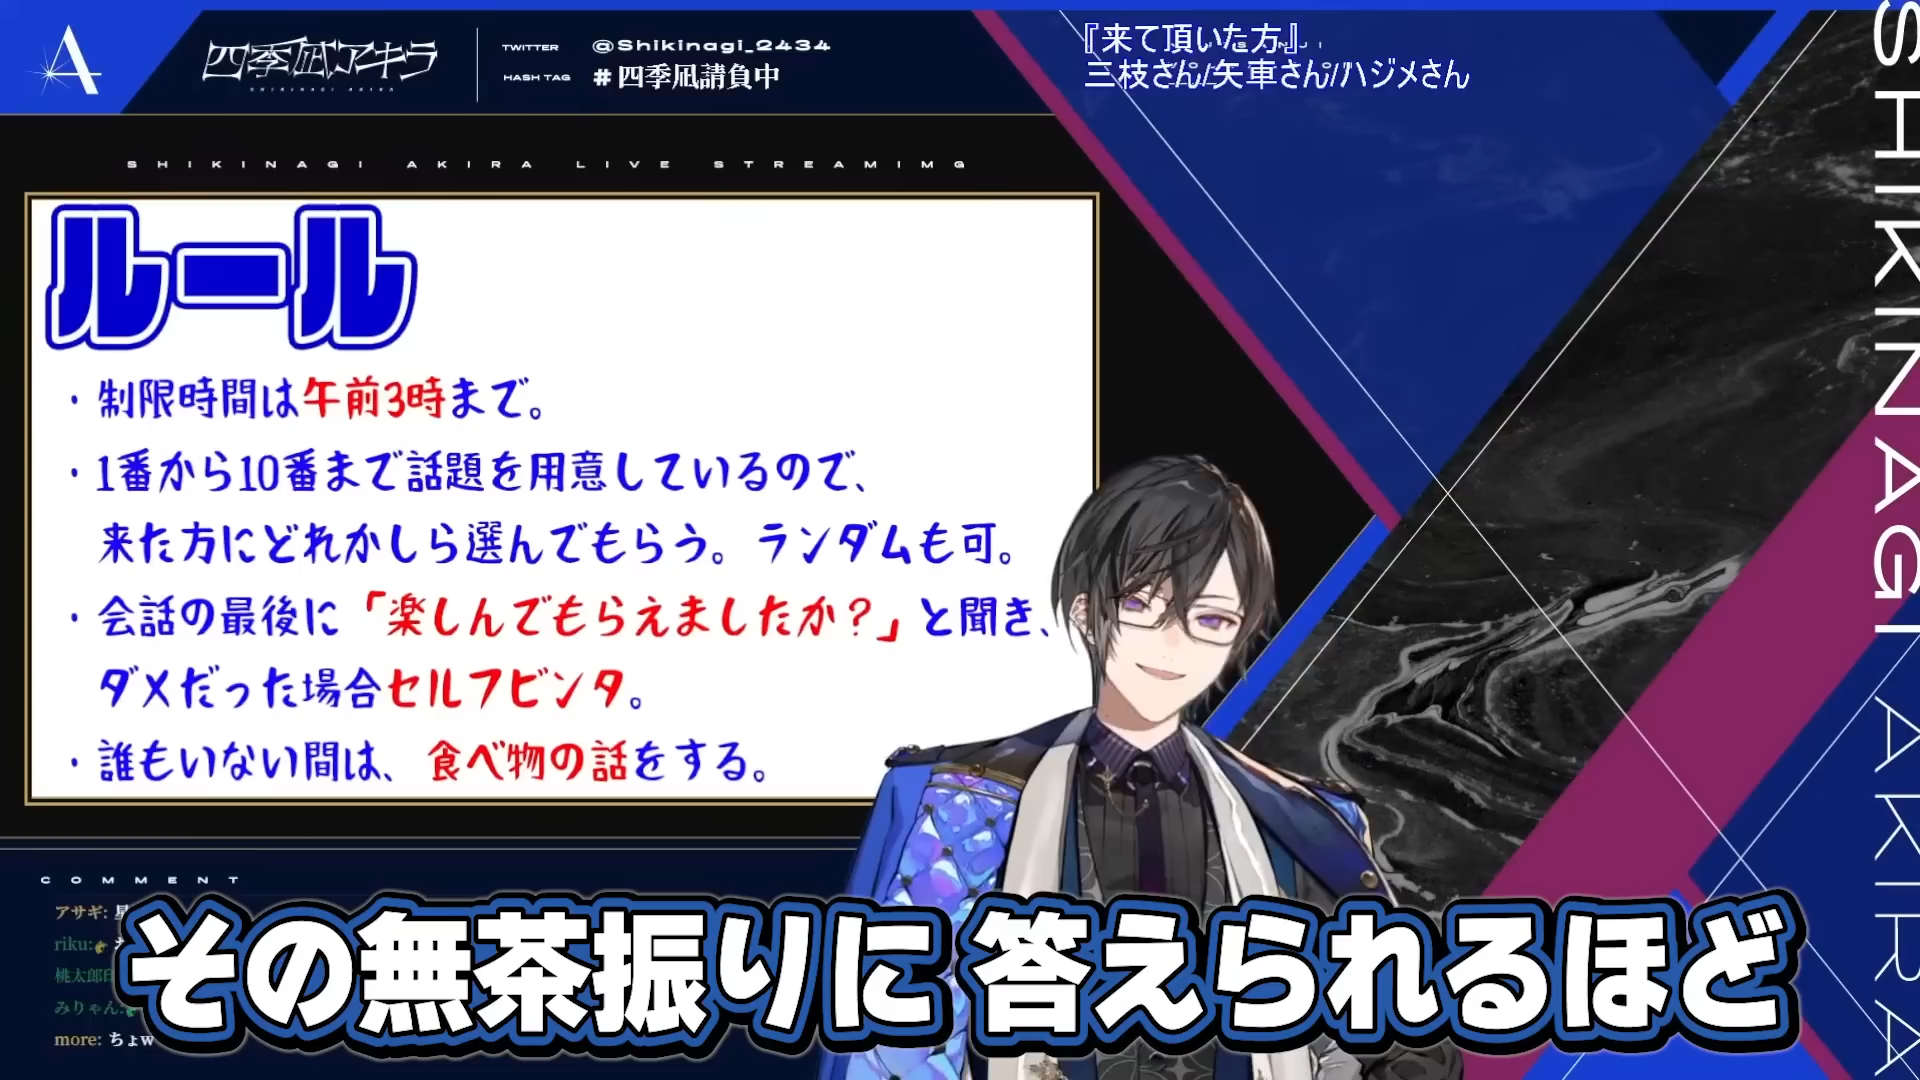 A
四季凪アキラ
SHIKINAGI AKIRA
TWITTER
@Shikinagi_2434
HASH TAG
#四季凪請負中
『来て頂いた方』
三枝さん/矢車さん/ハジメさん
SHIKINAGI AKIRA LIVE STREAMIMG
ルール
・制限時間は午前3時まで。
・1番から10番まで話題を用意しているので、
来た方にどれかしら選んでもらう。ランダムも可。
・会話の最後に「楽しんでもらえましたか？」と聞き、
ダメだった場合セルフビンタ。
・誰もいない間は、食べ物の話をする。
COMMENT
アサギ: 星
riku:
桃太郎
みりゃん:
more: ちょw
その無茶振りに 答えられるほど
SHIKINAGI AKIRA